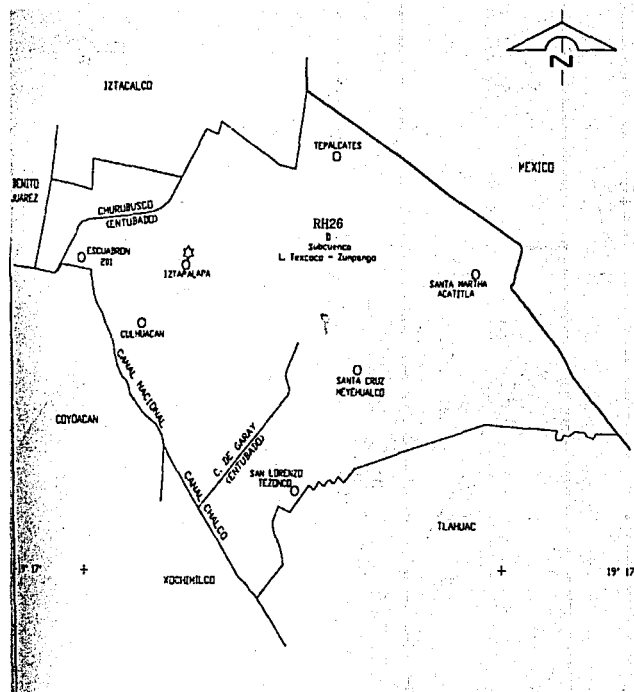 N
IZTACALCO
TEPALCATES
MEXICO
BENITO
JUAREZ
CHURUBUSCO
(ENTUBADO)
RH26
D
Subcuenca
L. Texcoco - Zumpango
ESCUADRON
201
IZTAPALAPA
SANTA MARTHA
ACATITLA
CULHUACAN
CANAL NACIONAL
SANTA CRUZ
MEYEHUALCO
COYOACAN
C. DE GARAY
(ENTUBADO)
SAN LORENZO
TEZONCO
CANAL CHALCO
TLAHUAC
19° 17'
XOCHIMILCO
19° 17'